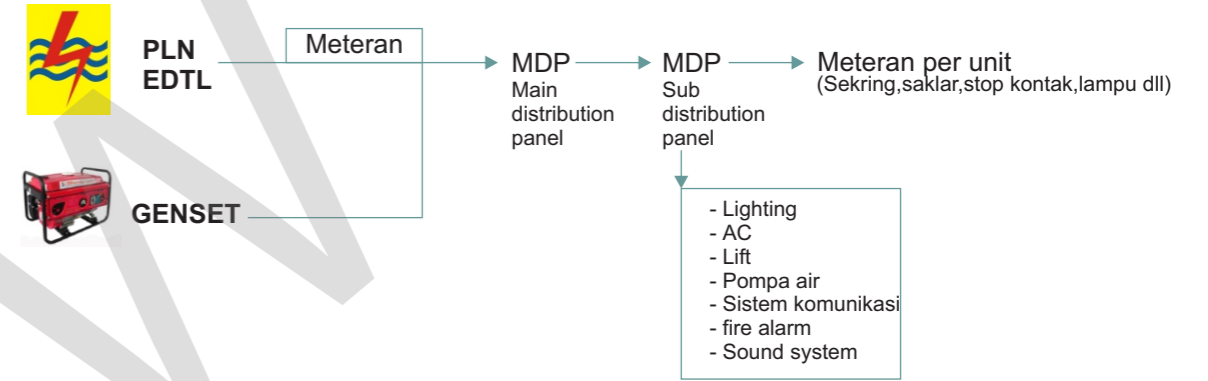 PLN
EDTL
Meteran
MDP
Main
distribution
panel
MDP
Sub
distribution
panel
Meteran per unit
(Sekring,saklar,stop kontak,lampu dll)
GENSET
- Lighting
- AC
- Lift
- Pompa air
- Sistem komunikasi
- fire alarm
- Sound system